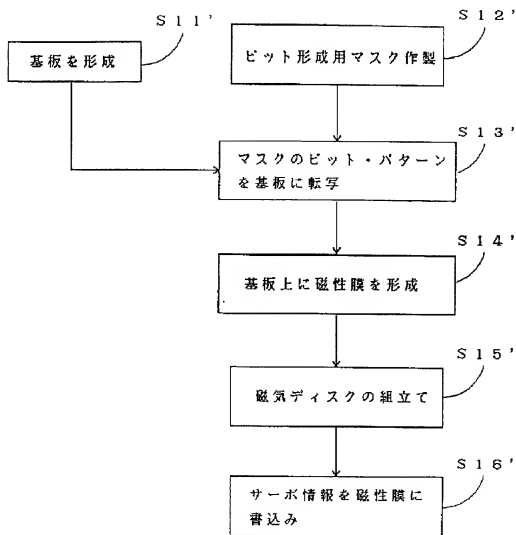 S11'
基板を形成
S12'
ピット形成用マスク作製
S13'
マスクのピット・パターン
を基板に転写
S14'
基板上に磁性膜を形成
S15'
磁気ディスクの組立て
S16'
サーボ情報を磁性膜に
書込み